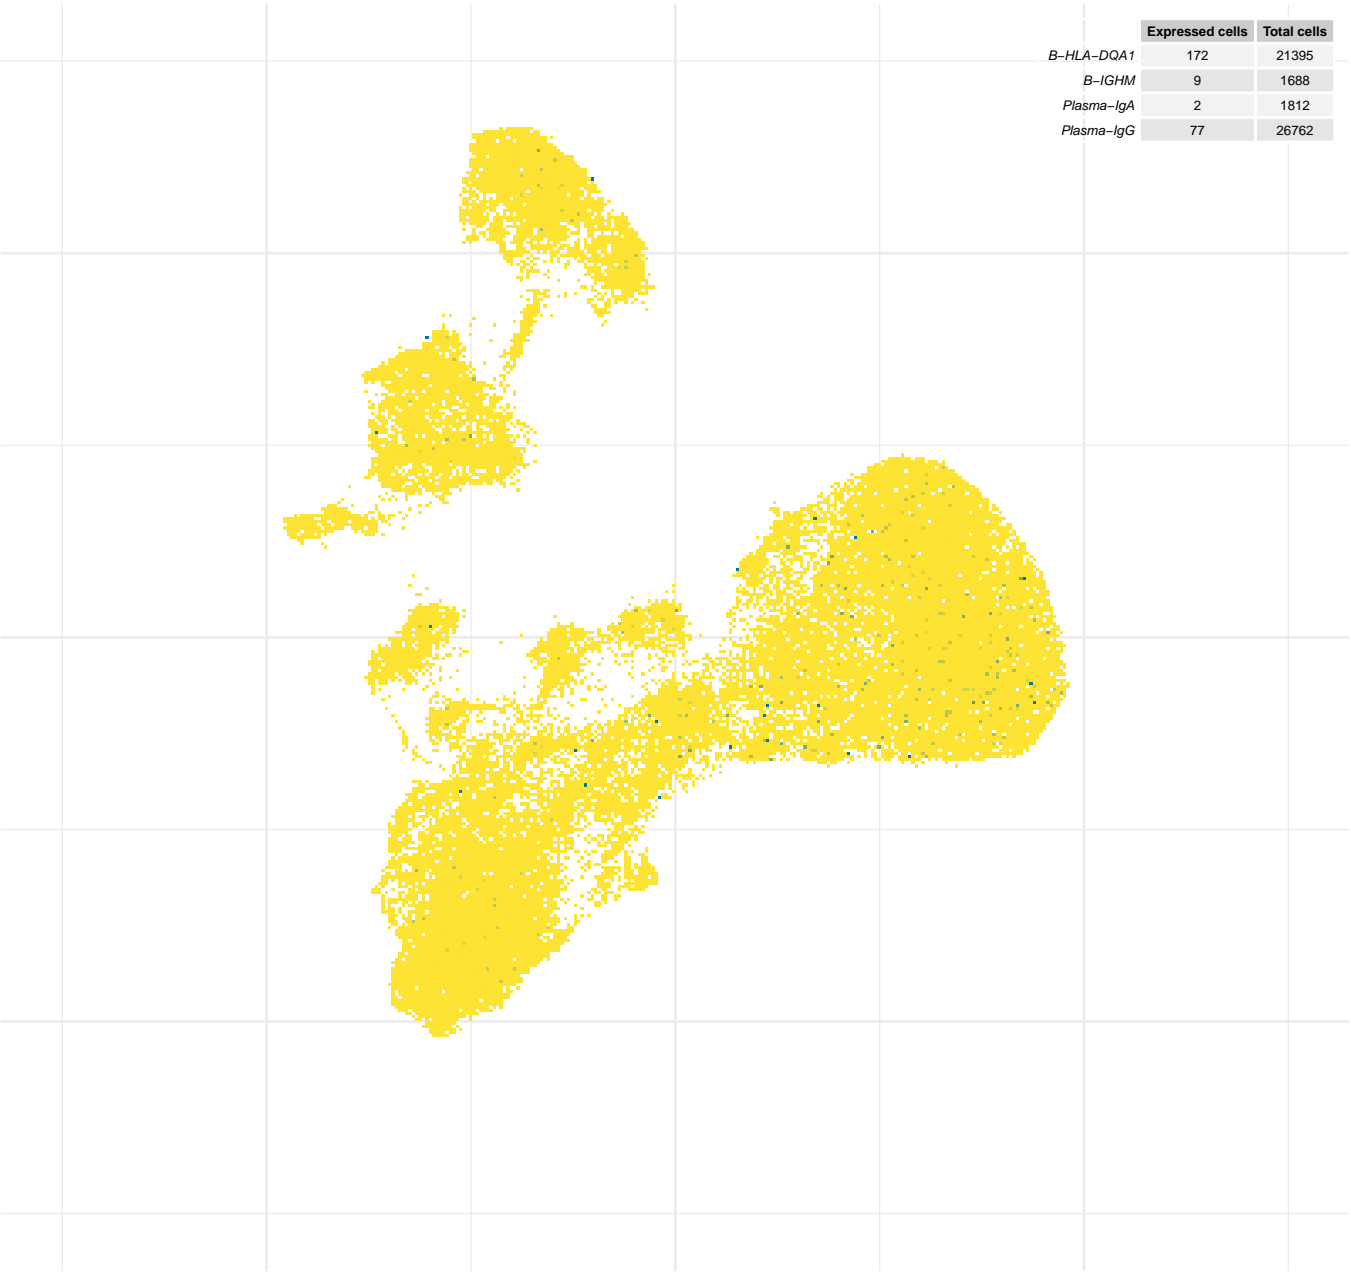 Expressed cells Total cells
B−HLA−DQA1 172 21395
B−IGHM 9 1688
Plasma−IgA 2 1812
Plasma−IgG 77 26762